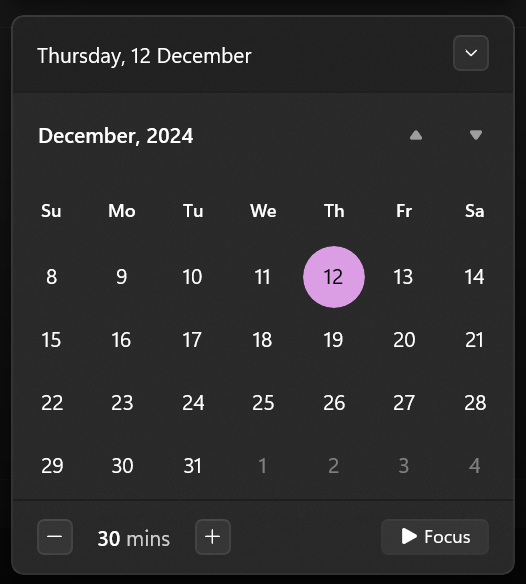 Thursday, 12 December
December, 2024
Su Mo Tu We Th Fr Sa
8 9 10 11 12 13 14
15 16 17 18 19 20 21
22 23 24 25 26 27 28
29 30 31 1 2 3 4
30 mins Focus